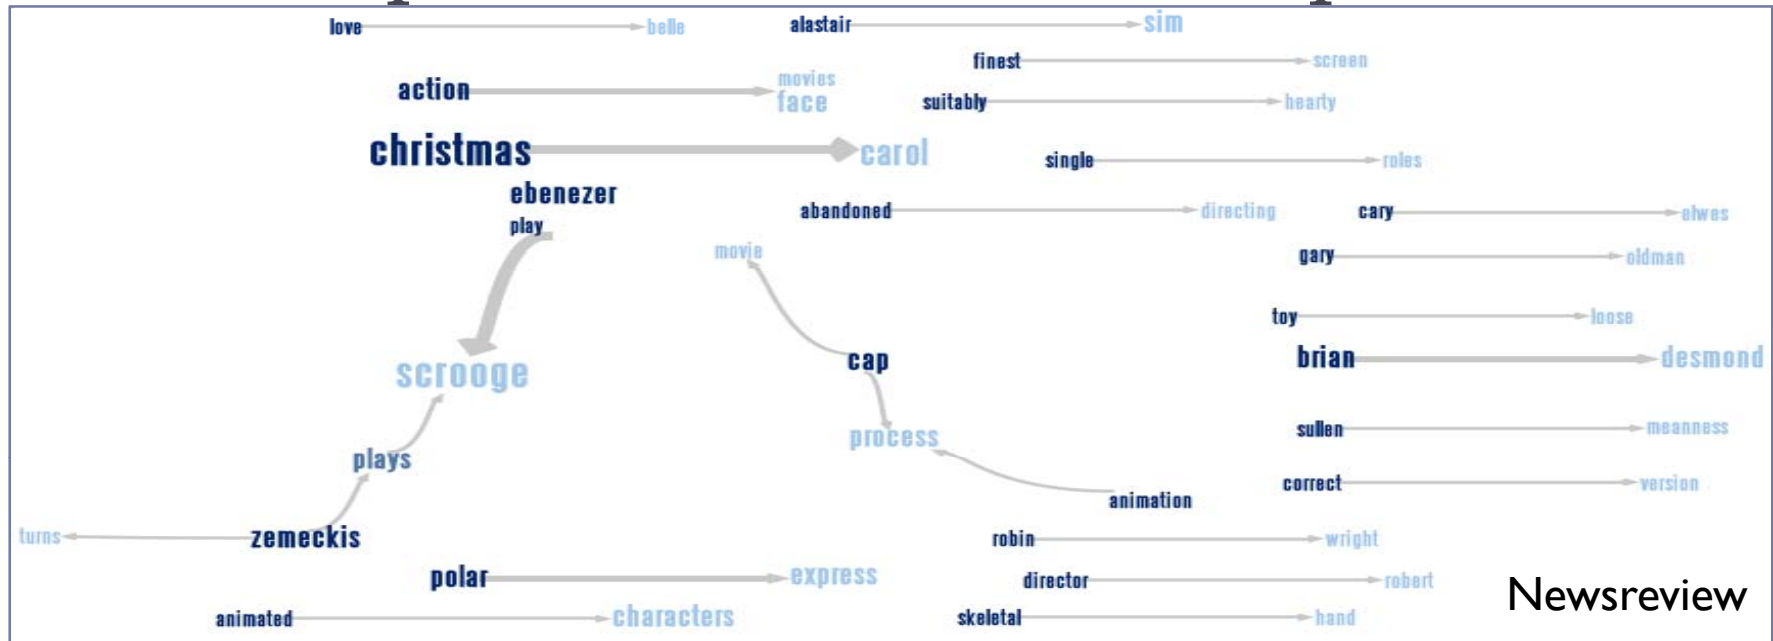 love belle
alastair sim
finest screen
action movies
face
suitably hearty
christmas carol
single roles
ebenezer
play
abandoned directing
cary elwes
movie
gary oldman
toy loose
cap
brian desmond
scrooge
process
sullen meanness
plays
correct version
animation
turns zemeckis
robin wright
polar express
director robert
animated characters
skeletal hand
Newsreview